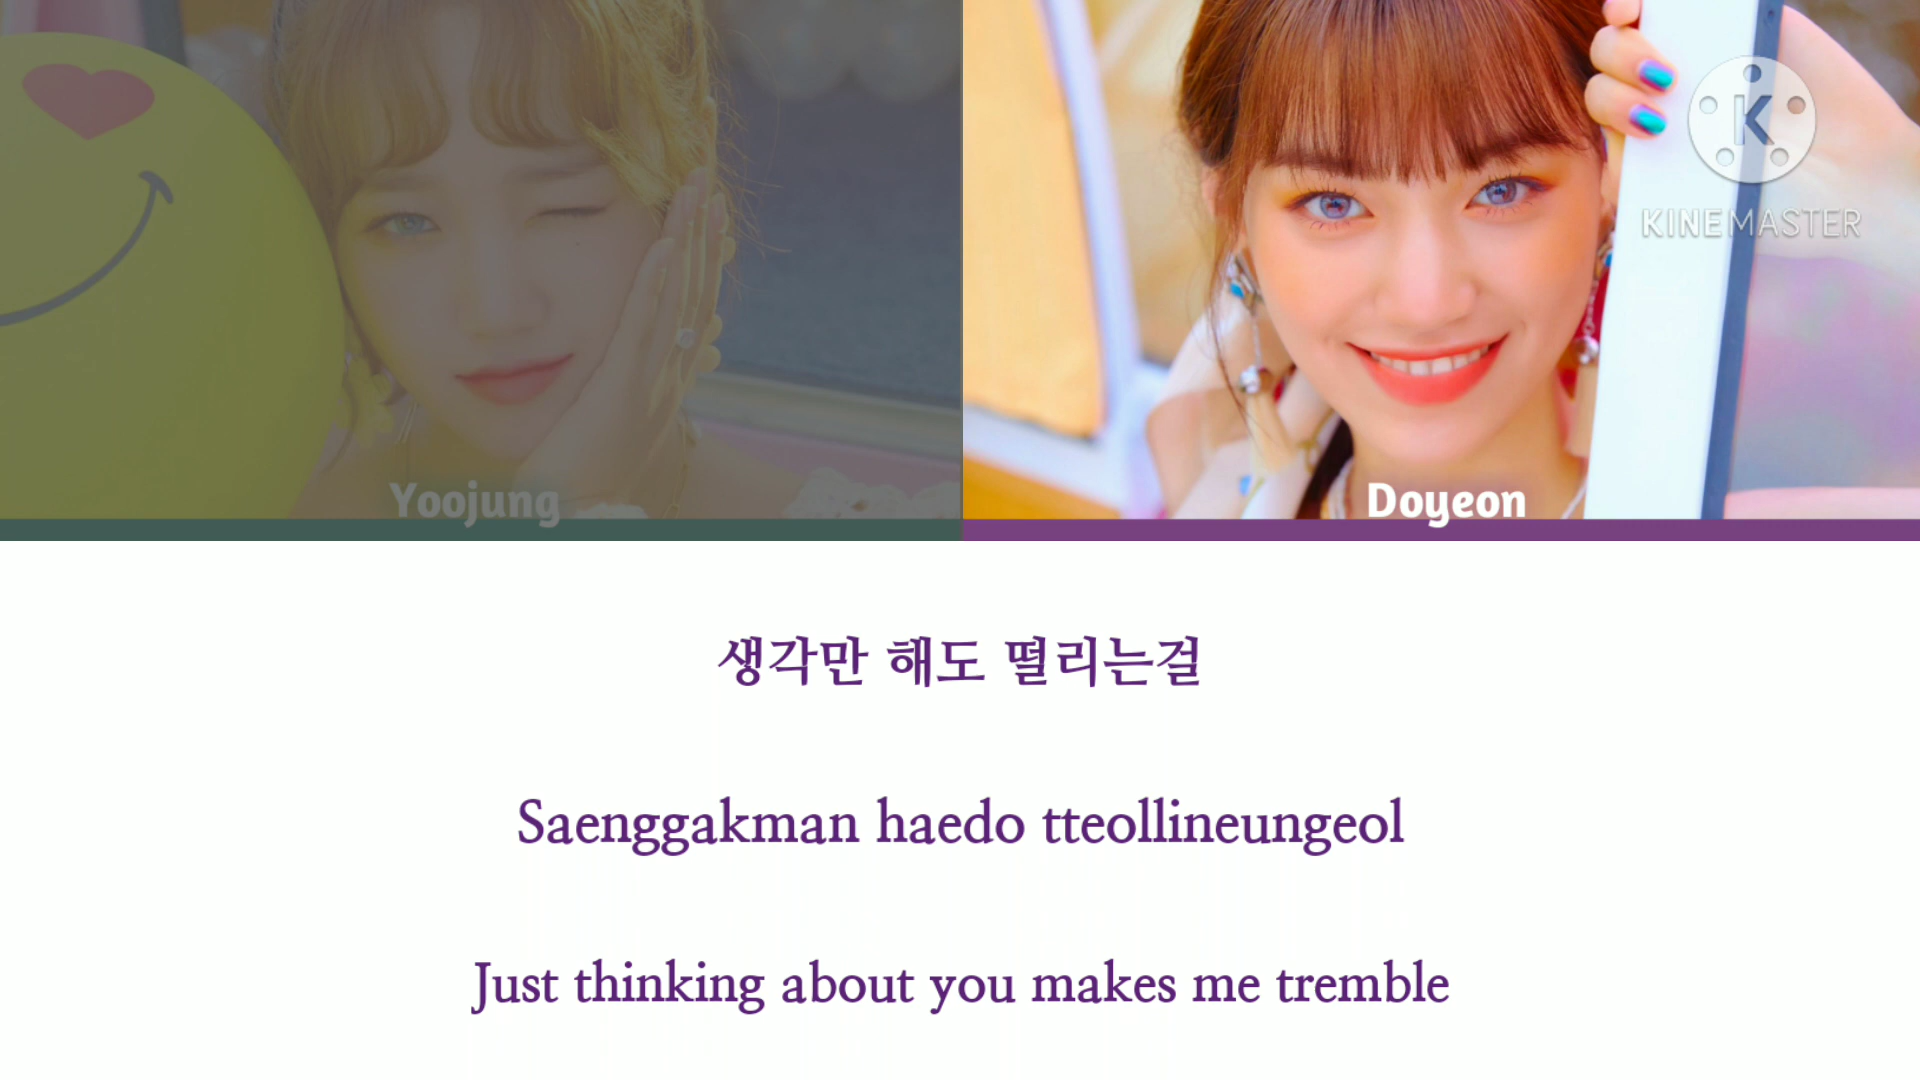 K
KINEMASTER
Yoojung
Doyeon
생각만 해도 떨리는걸
Saenggakman haedo tteollineungeol
Just thinking about you makes me tremble